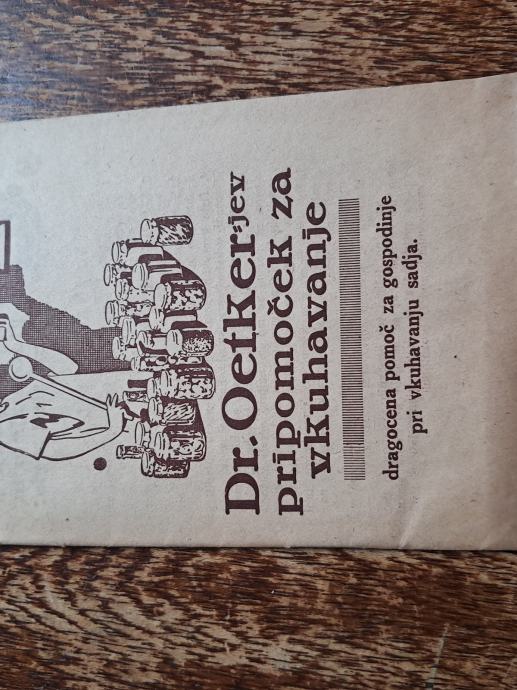 Dr. Oetker=jev
pripomoček za
vkuhavanje
dragocena pomoč za gospodinje
pri vkuhavanju sadja.